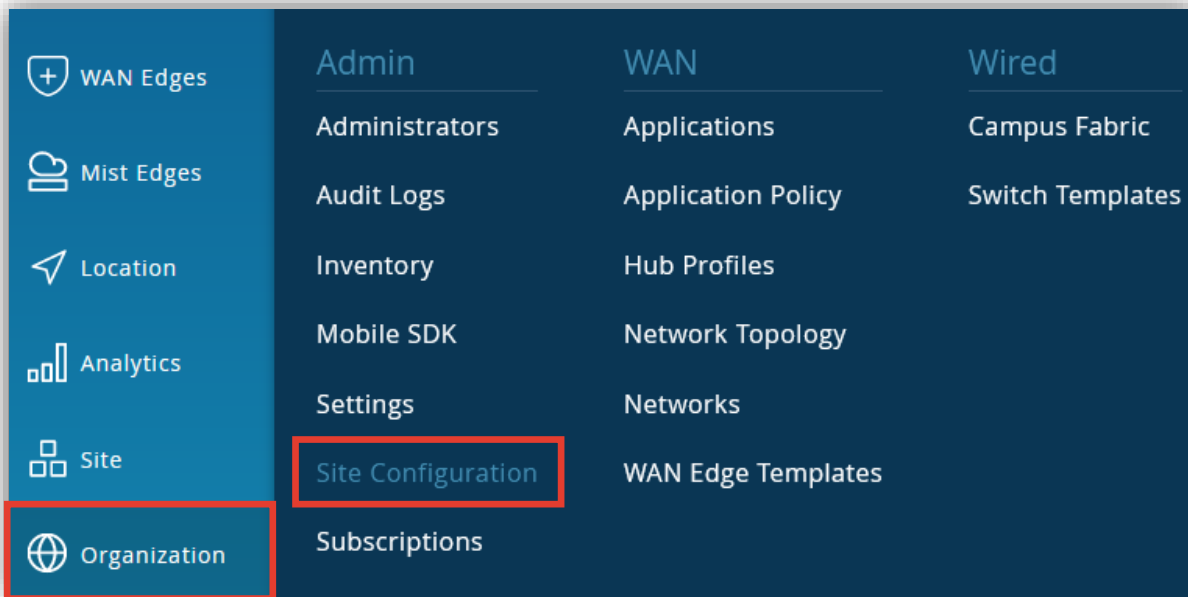 WAN Edges
Mist Edges
Location
Analytics
Site
Organization
Admin
Administrators
Audit Logs
Inventory
Mobile SDK
Settings
Site Configuration
Subscriptions
WAN
Applications
Application Policy
Hub Profiles
Network Topology
Networks
WAN Edge Templates
Wired
Campus Fabric
Switch Templates